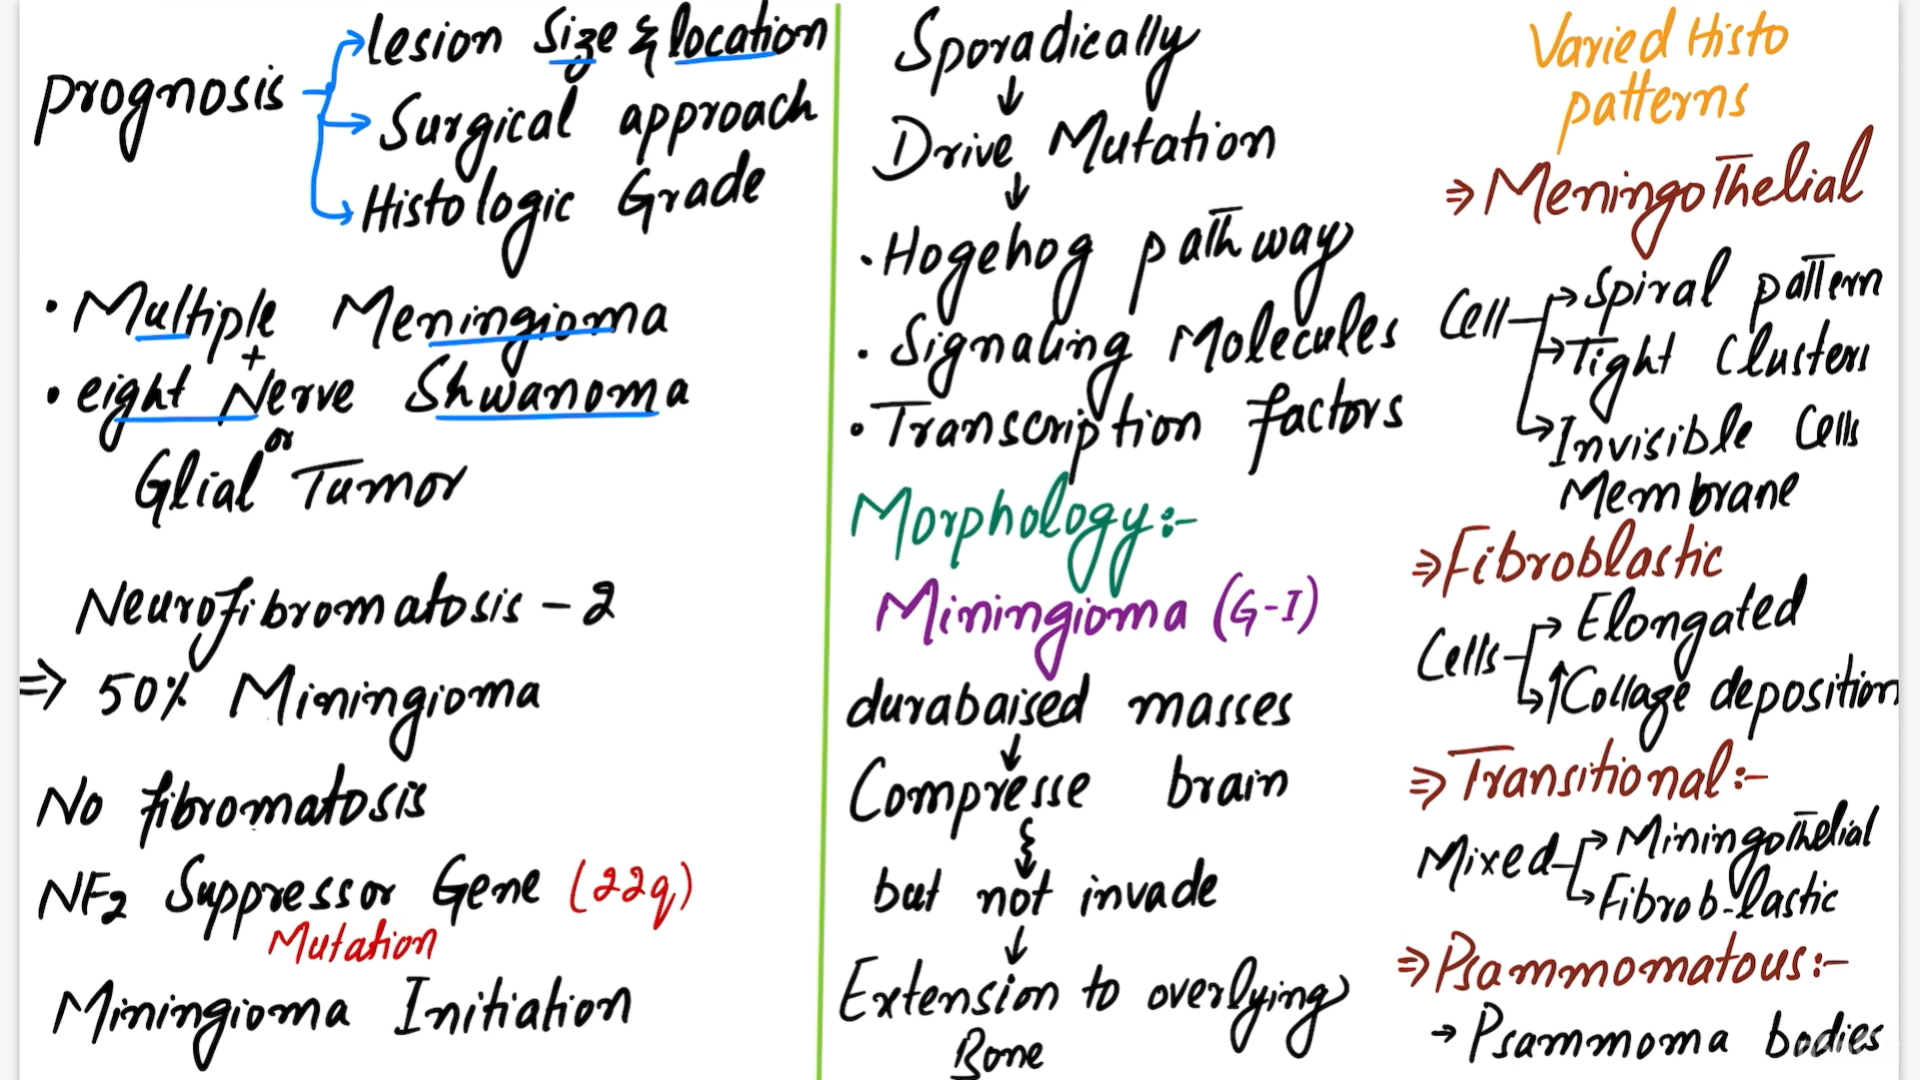 Prognosis
Lesion Size & location
Surgical approach
Histologic Grade
• Multiple Meningioma
+
• eight Nerve Shwanoma
or
Glial Tumor
Neurofibromatosis - 2
⇒ 50% Miningioma
No fibromatosis
NF2 Suppressor Gene (22q)
Mutation
Miningioma Initiation
Sporadically
↓
Drive Mutation
↓
• Hogehog pathway
• Signaling Molecules
• Transcription factors
Morphology:-
Miningioma (G-I)
durabaised masses
↓
Compresse brain
↓
but not invade
↓
Extension to overlying
Bone
Varied Histo
patterns
⇒ Meningothelial
Cell → Spiral pattern
→ Tight Clusters
→ Invisible Cells
Membrane
⇒ Fibroblastic
Cells → Elongated
→ ↑Collage deposition
⇒ Transitional:-
Mixed → Miningothelial
→ Fibrob-lastic
⇒ Psammomatous:-
→ Psammoma bodies